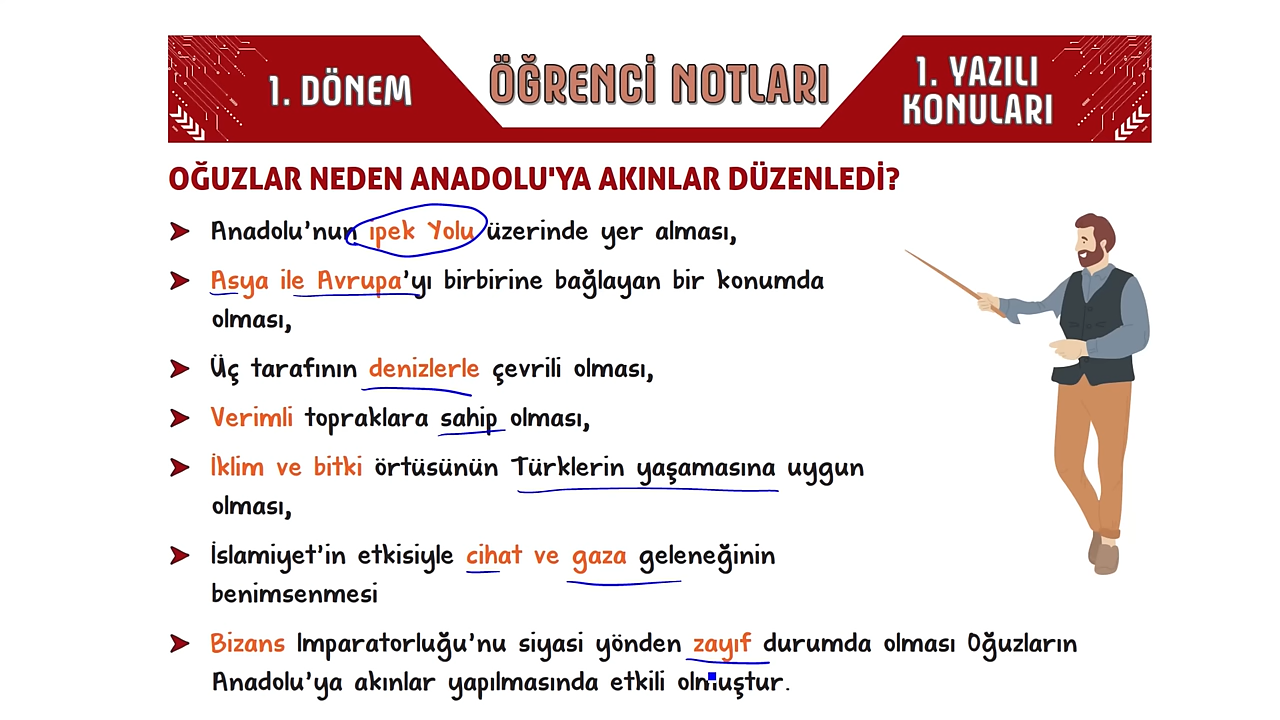 1. DÖNEM
ÖĞRENCİ NOTLARI
1. YAZILI
KONULARI
OĞUZLAR NEDEN ANADOLU'YA AKINLAR DÜZENLEDİ?
Anadolu'nun ipek Yolu üzerinde yer alması,
Asya ile Avrupa'yı birbirine bağlayan bir konumda
olması,
Üç tarafının denizlerle çevrili olması,
Verimli topraklara sahip olması,
İklim ve bitki örtüsünün Türklerin yaşamasına uygun
olması,
İslamiyet'in etkisiyle cihat ve gaza geleneğinin
benimsenmesi
Bizans Imparatorluğu'nu siyasi yönden zayıf durumda olması Oğuzların
Anadolu'ya akınlar yapılmasında etkili olmuştur.